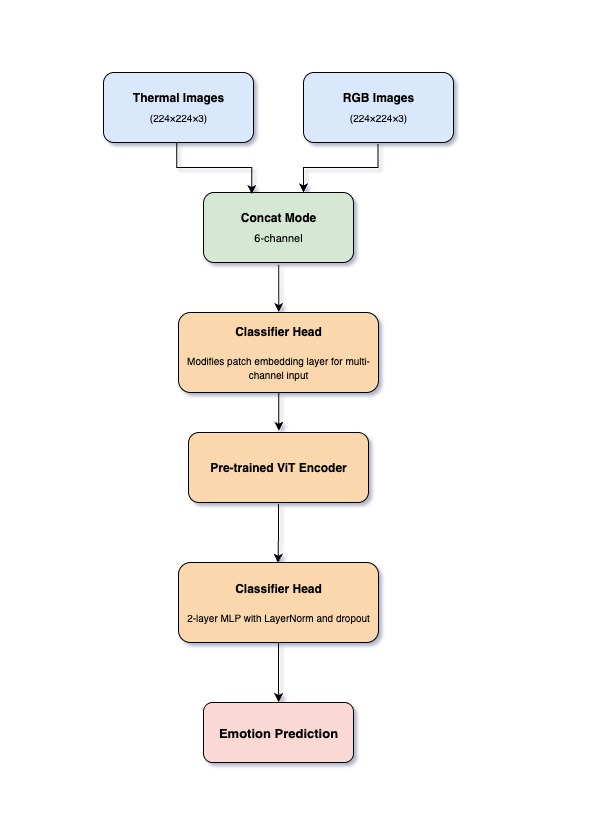 Thermal Images
(224×224×3)
RGB Images
(224×224×3)
Concat Mode
6-channel
Classifier Head
Modifies patch embedding layer for multi-
channel input
Pre-trained ViT Encoder
Classifier Head
2-layer MLP with LayerNorm and dropout
Emotion Prediction